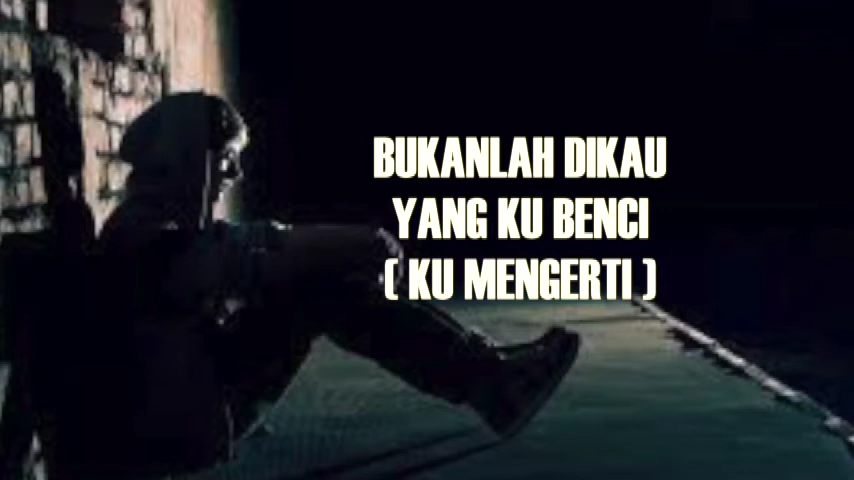 BUKANLAH DIKAU
YANG KU BENCI
( KU MENGERTI )